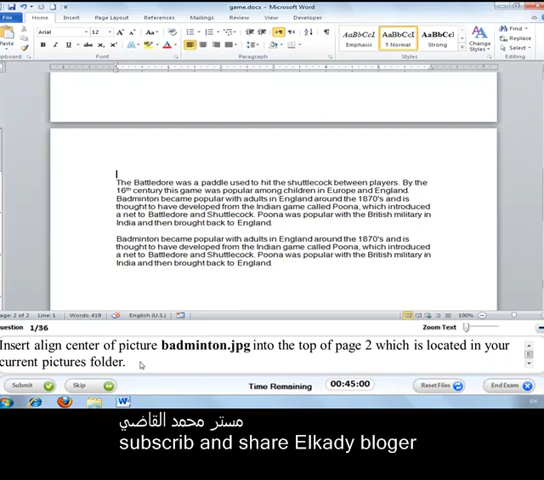 game.docx - Microsoft Word
File Home Insert Page Layout References Mailings Review View Developer
Paste Arial 12 AaBbCcI AaBbCcI AaBbCcI Find
Replace
Emphasis ¶ Normal Strong Change Styles Select
Clipboard Font Paragraph Styles Editing
The Battledore was a paddle used to hit the shuttlecock between players. By the
16th century this game was popular among children in Europe and England.
Badminton became popular with adults in England around the 1870's and is
thought to have developed from the Indian game called Poona, which introduced
a net to Battledore and Shuttlecock. Poona was popular with the British military in
India and then brought back to England.
Badminton became popular with adults in England around the 1870's and is
thought to have developed from the Indian game called Poona, which introduced
a net to Battledore and Shuttlecock. Poona was popular with the British military in
India and then brought back to England.
Page: 2 of 2 Line: 1 Words: 419 English (U.S.) 100%
Question 1/36 Zoom Text
Insert align center of picture badminton.jpg into the top of page 2 which is located in your
current pictures folder.
Submit Skip Time Remaining 00:45:00 Reset Files End Exam
EN
مستر محمد القاضي
subscrib and share Elkady bloger